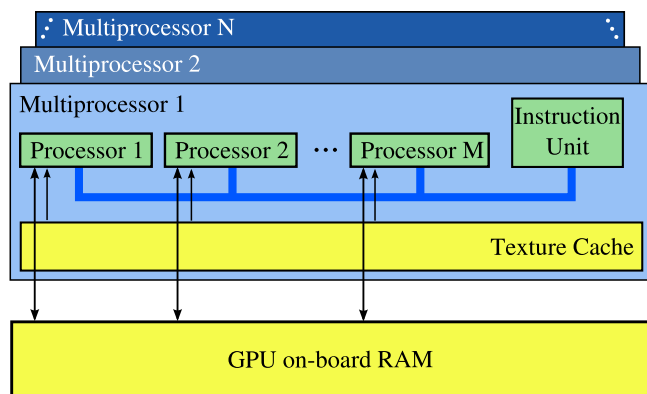 Multiprocessor N
Multiprocessor 2
Multiprocessor 1
Instruction
Unit
Processor 1
Processor 2
...
Processor M
Texture Cache
GPU on-board RAM